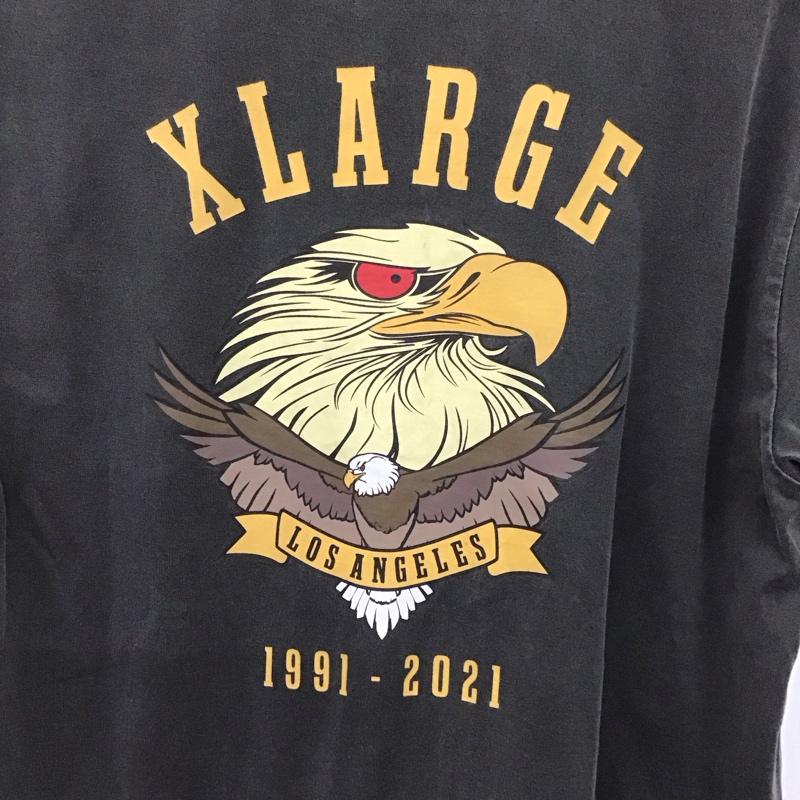 XLARGE
LOS ANGELES
1991 - 2021